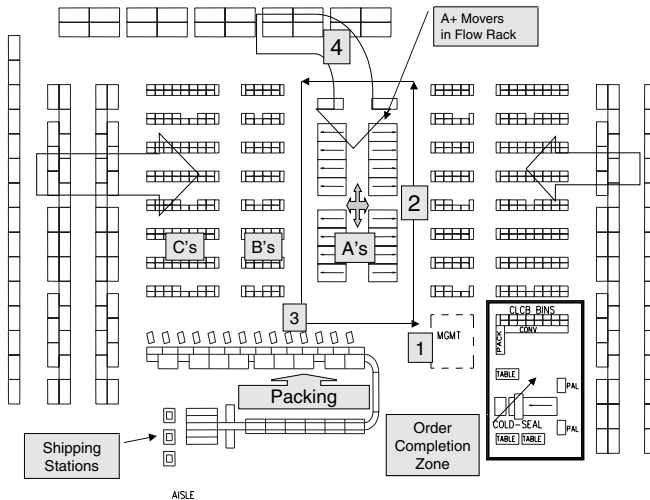 A+ Movers
in Flow Rack
4
2
C's
B's
A's
3
1
MGMT
CLCB BINS
CONV
PACK
TABLE
PAL
COLD-SEAL
PAL
TABLE
TABLE
Packing
Shipping
Stations
Order
Completion
Zone
AISLE